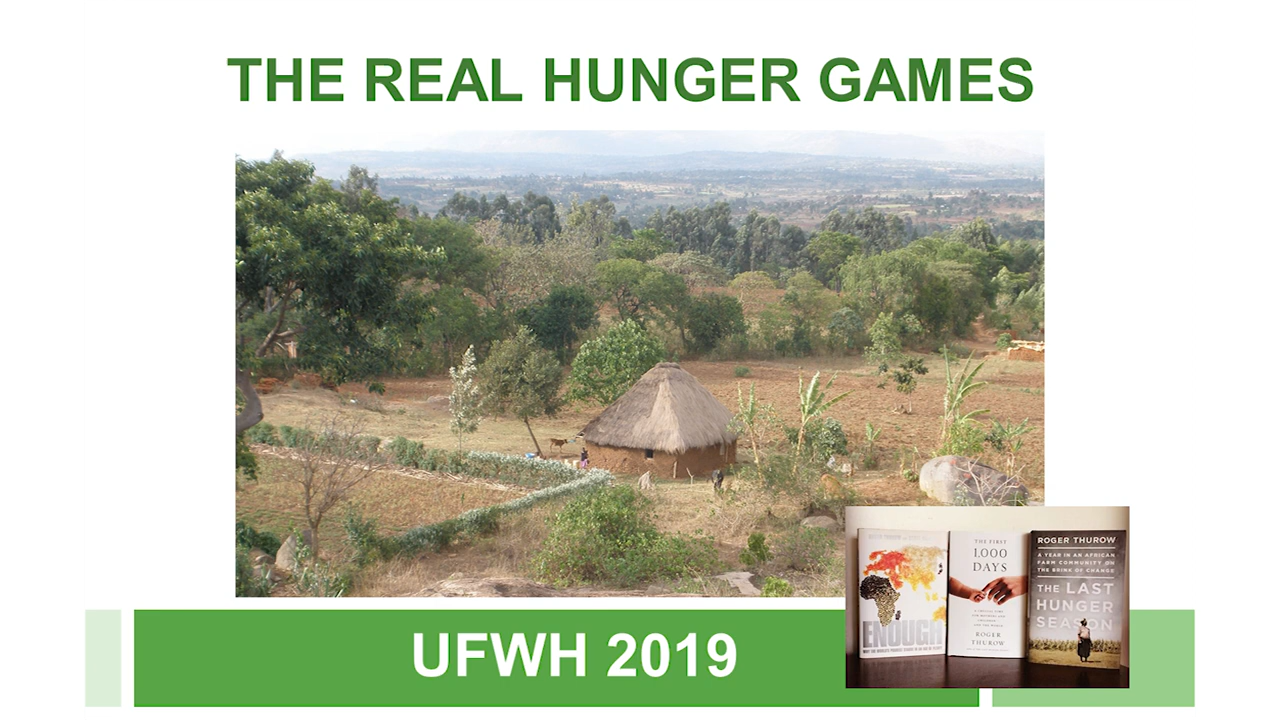 THE REAL HUNGER GAMES
UFWH 2019
ENOUGH
THE FIRST
1,000
DAYS
ROGER
THUROW
ROGER THUROW
A YEAR IN AN AFRICAN
FARM COMMUNITY ON
THE BRINK OF CHANGE
THE LAST
HUNGER
SEASON